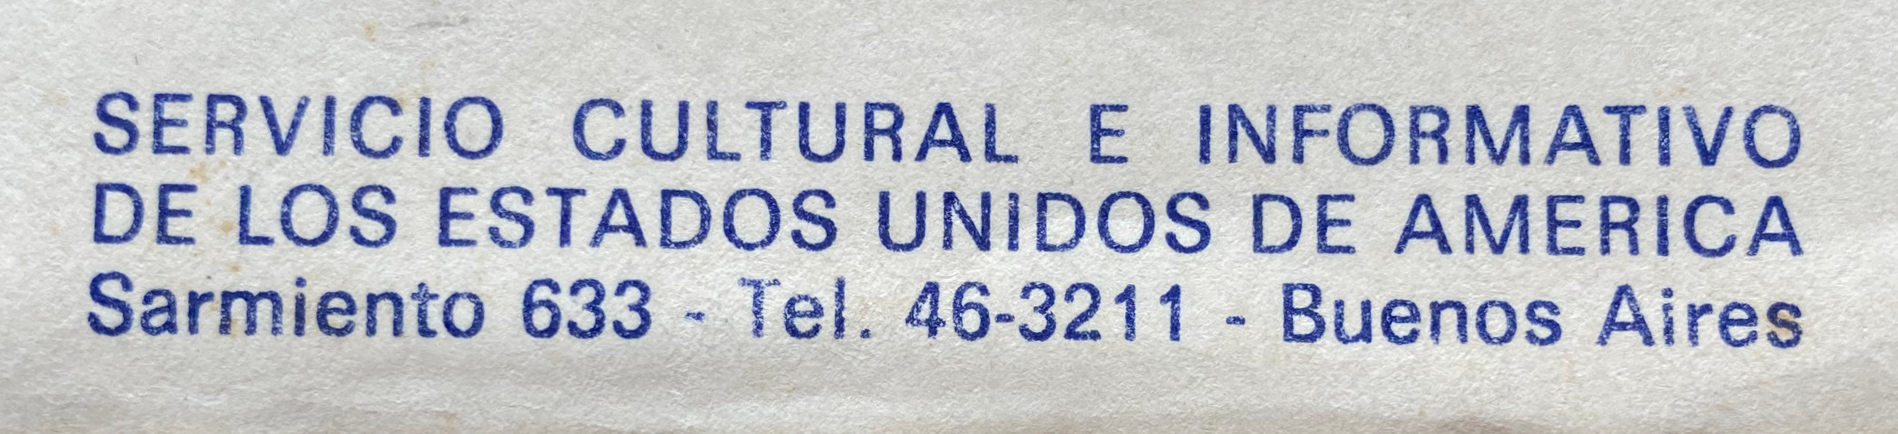 SERVICIO CULTURAL E INFORMATIVO
DE LOS ESTADOS UNIDOS DE AMERICA
Sarmiento 633 - Tel. 46-3211 - Buenos Aires